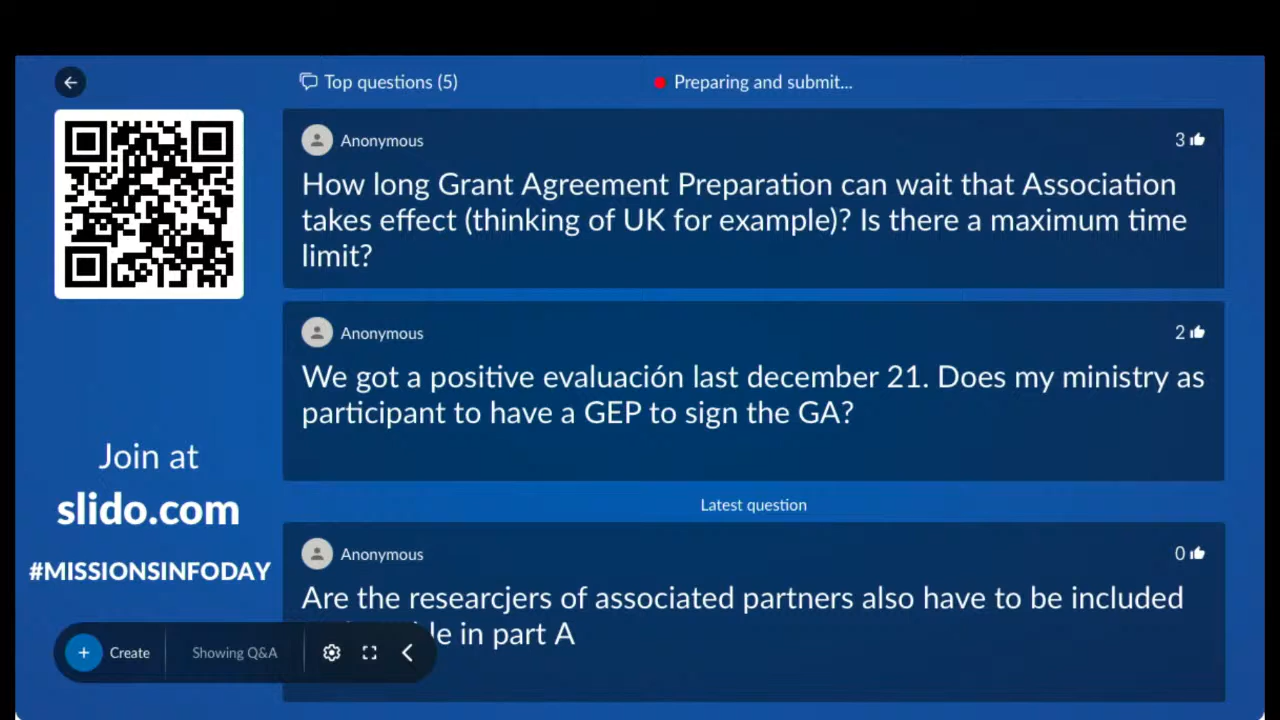 Top questions (5)
Preparing and submit...
Anonymous
3
How long Grant Agreement Preparation can wait that Association
takes effect (thinking of UK for example)? Is there a maximum time
limit?
Anonymous
2
We got a positive evaluación last december 21. Does my ministry as
participant to have a GEP to sign the GA?
Latest question
Anonymous
0
Are the researcjers of associated partners also have to be included
in part A
Join at
slido.com
#MISSIONSINFODAY
Create
Showing Q&A